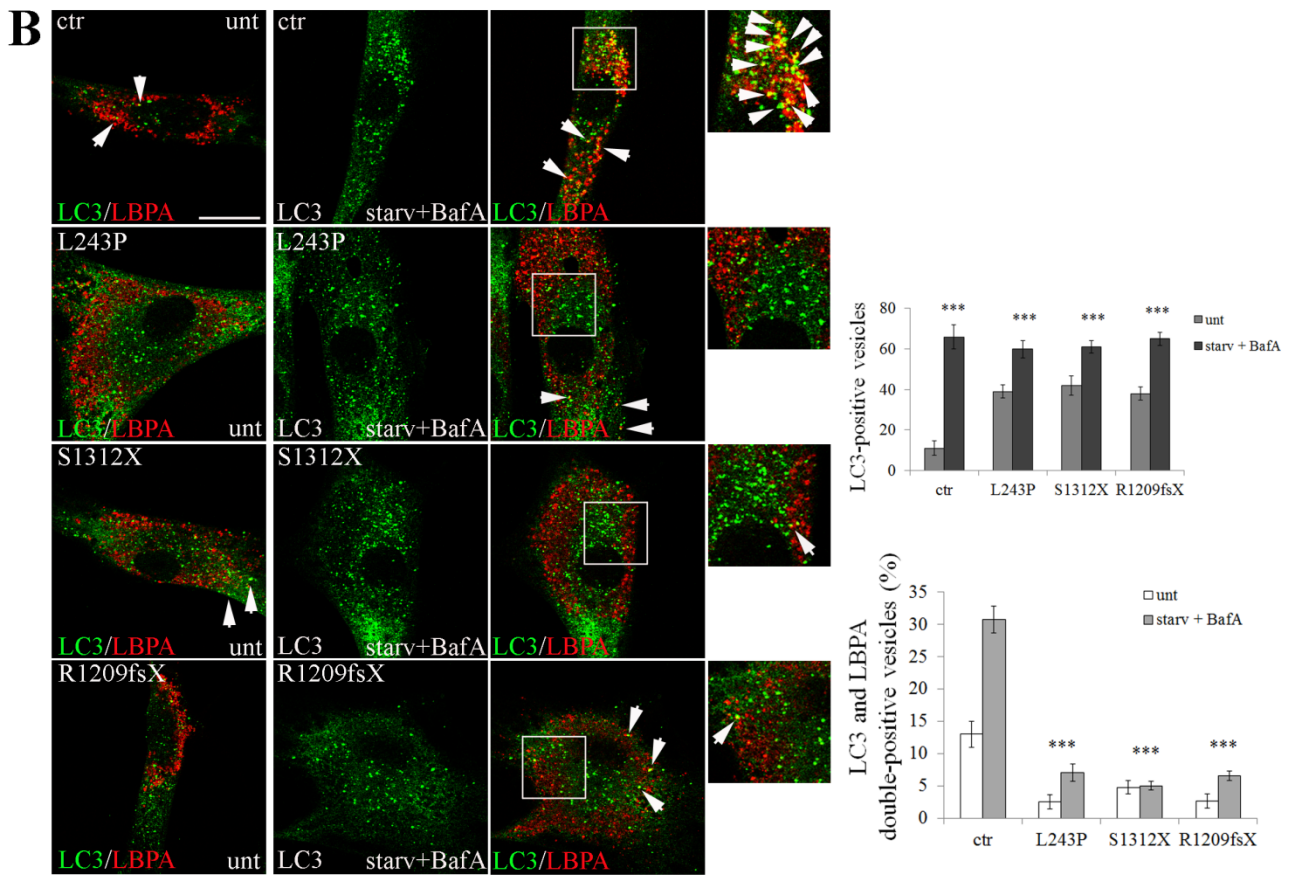 B
ctr unt
LC3/LBPA
ctr
LC3 starv+BafA
LC3/LBPA
L243P
LC3/LBPA unt
L243P
LC3 starv+BafA
LC3/LBPA
S1312X
LC3/LBPA unt
S1312X
LC3 starv+BafA
LC3/LBPA
R1209fsX
LC3/LBPA unt
R1209fsX
LC3 starv+BafA
LC3/LBPA
LC3-positive vesicles
80
60
40
20
0
*** *** *** ***
unt
starv + BafA
ctr L243P S1312X R1209fsX
LC3 and LBPA
double-positive vesicles (%)
35
30
25
20
15
10
5
0
unt
starv + BafA
*** *** ***
ctr L243P S1312X R1209fsX